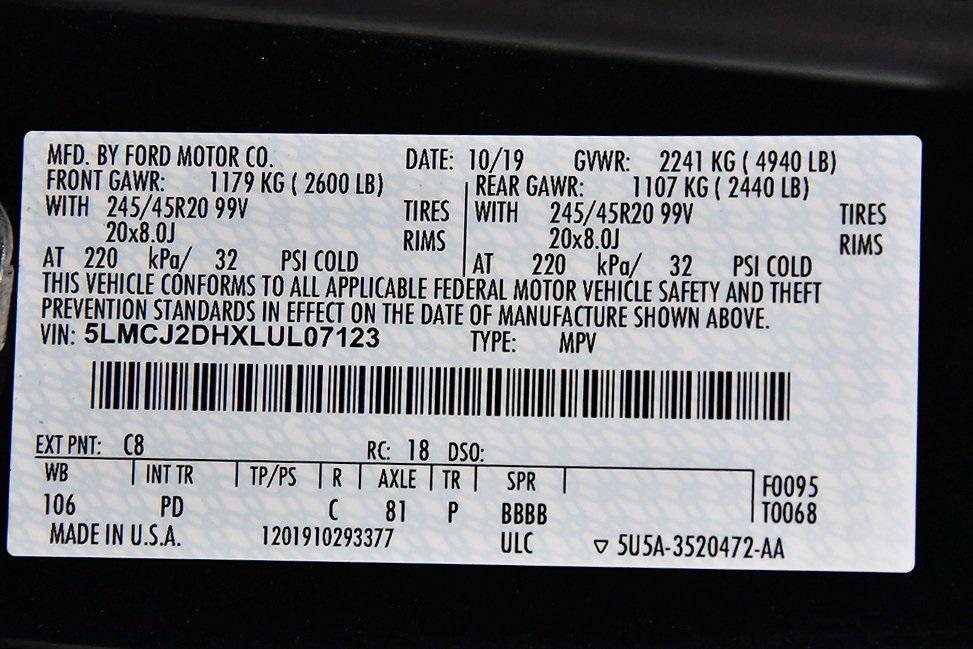 MFD. BY FORD MOTOR CO. DATE: 10/19 GVWR: 2241 KG ( 4940 LB)
FRONT GAWR: 1179 KG ( 2600 LB) REAR GAWR: 1107 KG ( 2440 LB)
WITH 245/45R20 99V TIRES WITH 245/45R20 99V TIRES
20x8.0J RIMS 20x8.0J RIMS
AT 220 kPa/ 32 PSI COLD AT 220 kPa/ 32 PSI COLD
THIS VEHICLE CONFORMS TO ALL APPLICABLE FEDERAL MOTOR VEHICLE SAFETY AND THEFT
PREVENTION STANDARDS IN EFFECT ON THE DATE OF MANUFACTURE SHOWN ABOVE.
VIN: 5LMCJ2DHXLUL07123 TYPE: MPV
EXT PNT: C8 RC: 18 DSO:
WB INT TR TP/PS R AXLE TR SPR F0095
106 PD C 81 P BBBB T0068
MADE IN U.S.A. 1201910293377 ULC ▽ 5U5A-3520472-AA